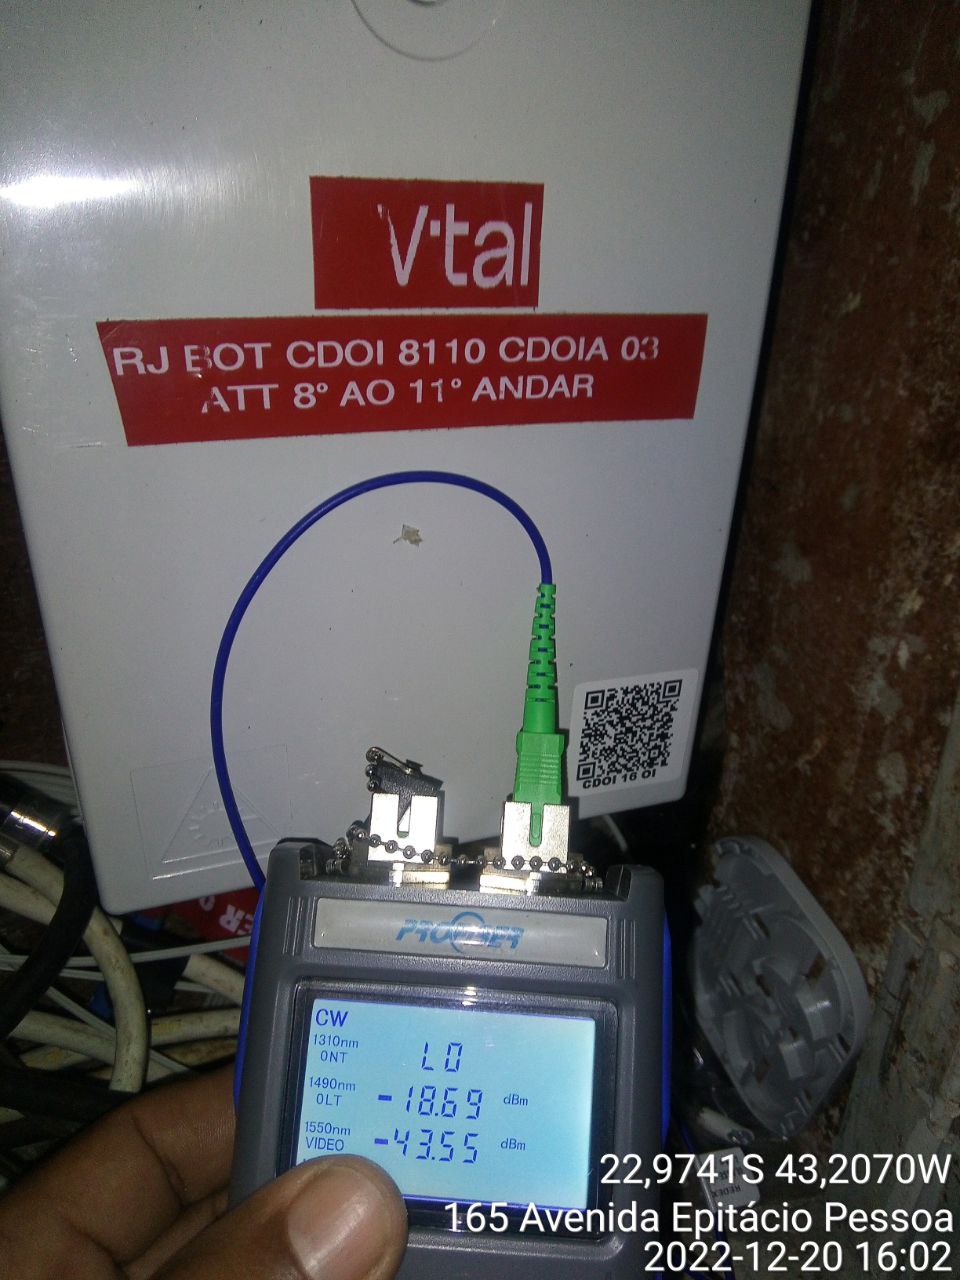 V.tal
RJ BOT CDOI 8110 CDOIA 03
ATT 8° AO 11° ANDAR
CDOI 16 OI
CW
1310nm
ONT
LO
1490nm
OLT
-18.69 dBm
1550nm
VIDEO
-43.55 dBm
22,9741S 43,2070W
165 Avenida Epitácio Pessoa
2022-12-20 16:02